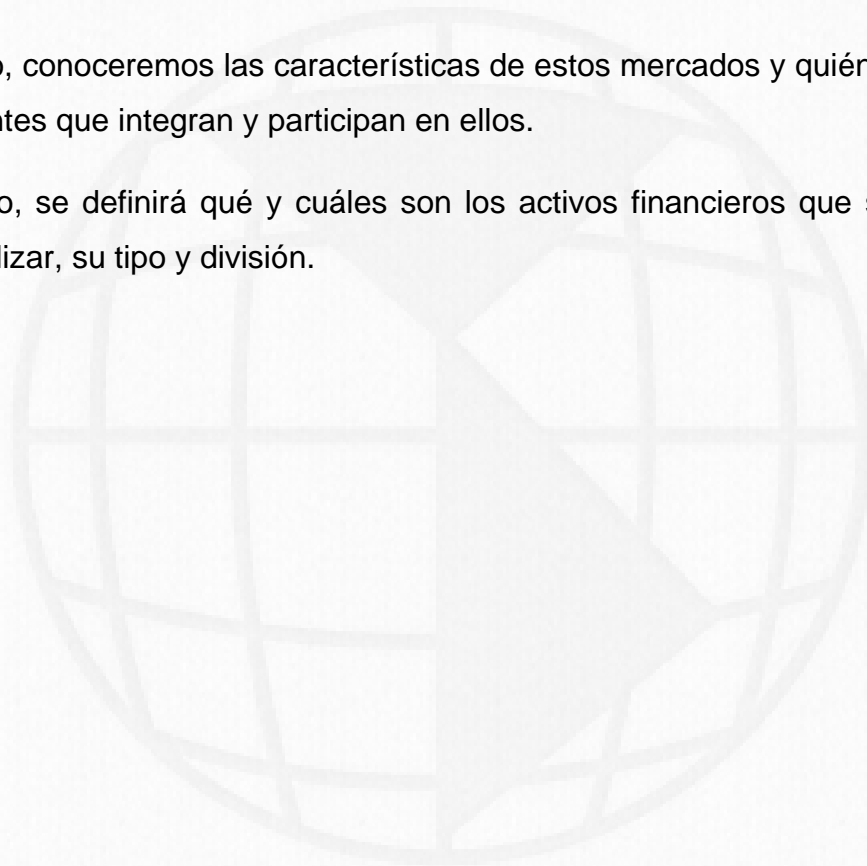 o, conoceremos las características de estos mercados y quién
ntes que integran y participan en ellos.
o, se definirá qué y cuáles son los activos financieros que s
lizar, su tipo y división.